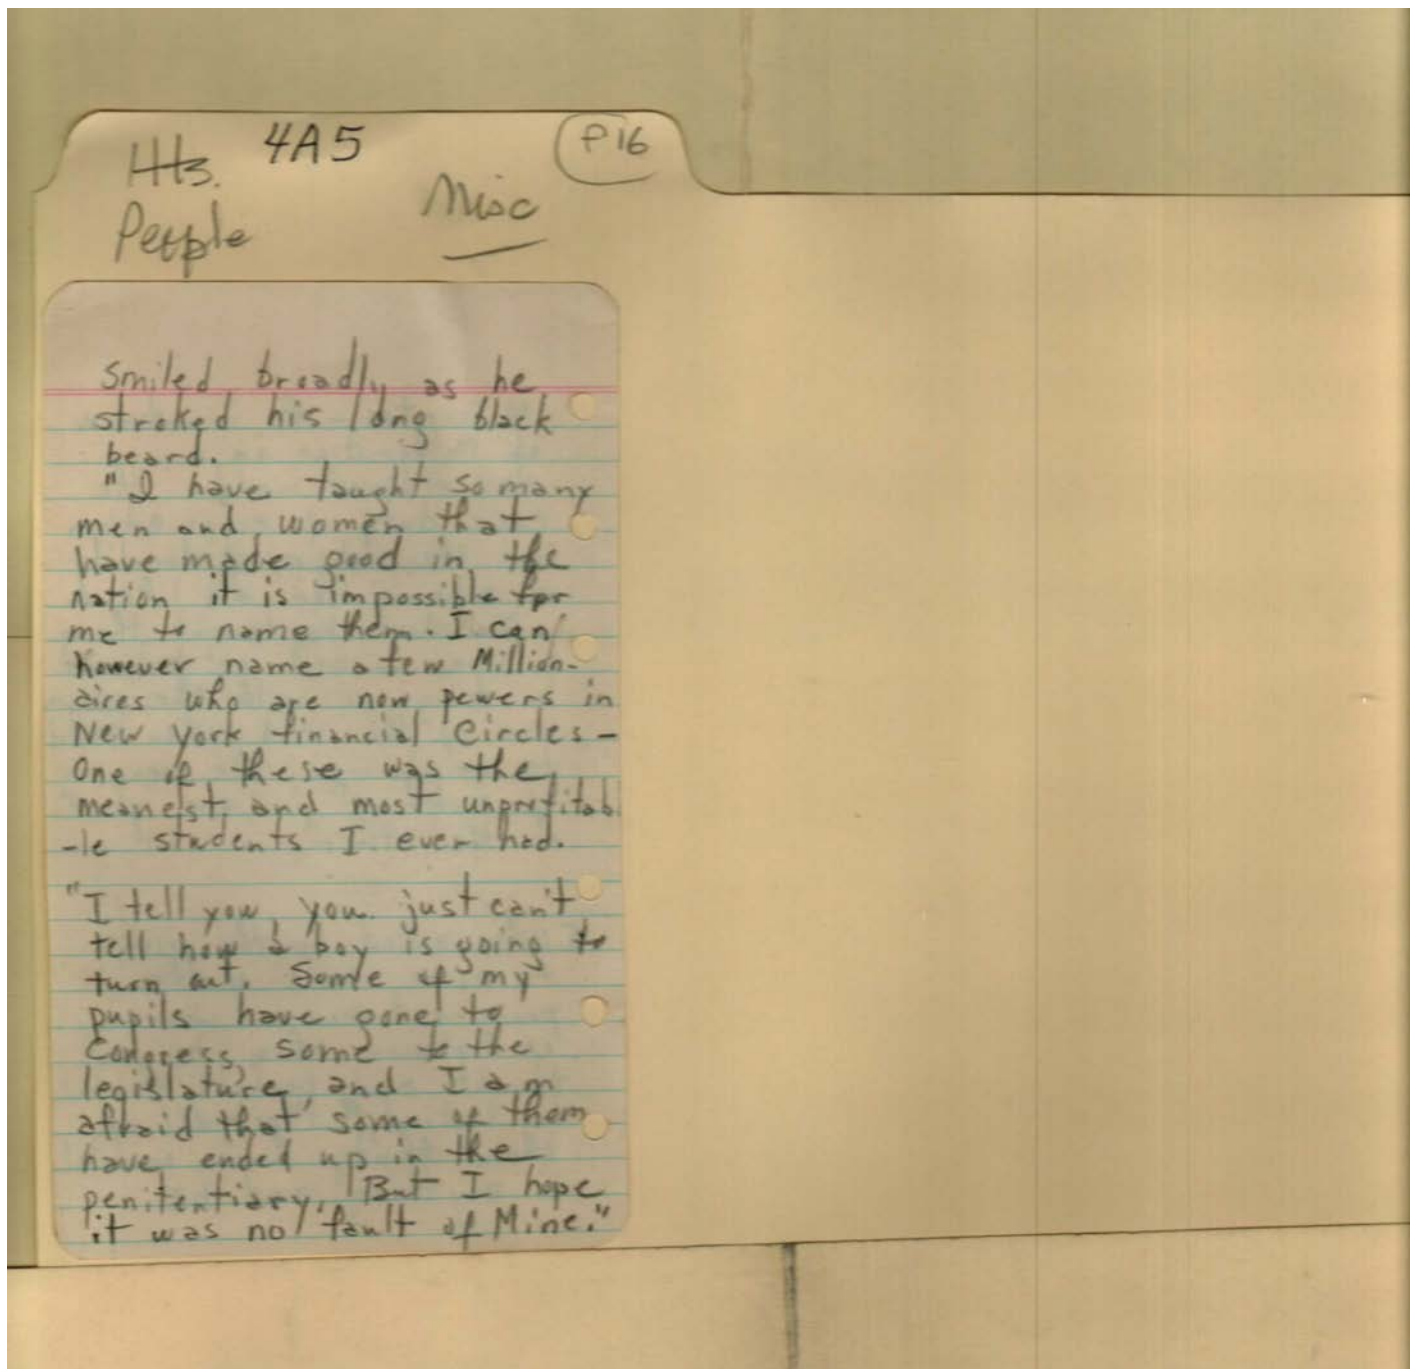 4A5
P16
Hts.
People
Misc
smiled broadly as he
stroked his long black
beard.
"I have taught so many
men and women that
have made good in the
nation it is impossible for
me to name them. I can
however name a few Million-
aires who are now powers in
New York financial Circles-
One of these was the
meanest and most unprofitab
-le students I ever had.
"I tell you, you just can't
tell how a boy is going to
turn out. Some of my
pupils have gone to
Congress some to the
legislature, and I am
afraid that some of them
have ended up in the
penitentiary. But I hope
it was no fault of Mine."